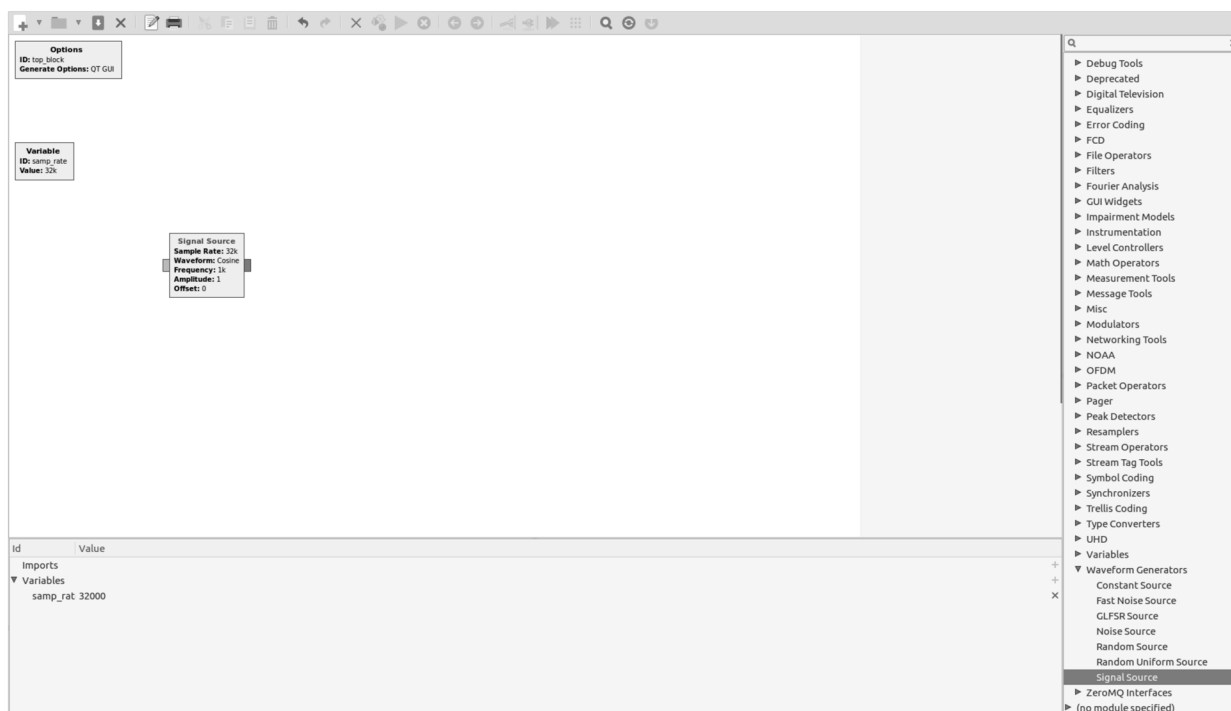 Options
ID: top_block
Generate Options: QT GUI
Variable
ID: samp_rate
Value: 32k
Signal Source
Sample Rate: 32k
Waveform: Cosine
Frequency: 1k
Amplitude: 1
Offset: 0
Id Value
Imports
Variables
samp_rat 32000
Debug Tools
Deprecated
Digital Television
Equalizers
Error Coding
FCD
File Operators
Filters
Fourier Analysis
GUI Widgets
Impairment Models
Instrumentation
Level Controllers
Math Operators
Measurement Tools
Message Tools
Misc
Modulators
Networking Tools
NOAA
OFDM
Packet Operators
Pager
Peak Detectors
Resamplers
Stream Operators
Stream Tag Tools
Symbol Coding
Synchronizers
Trellis Coding
Type Converters
UHD
Variables
Waveform Generators
Constant Source
Fast Noise Source
GLFSR Source
Noise Source
Random Source
Random Uniform Source
Signal Source
ZeroMQ Interfaces
(no module specified)